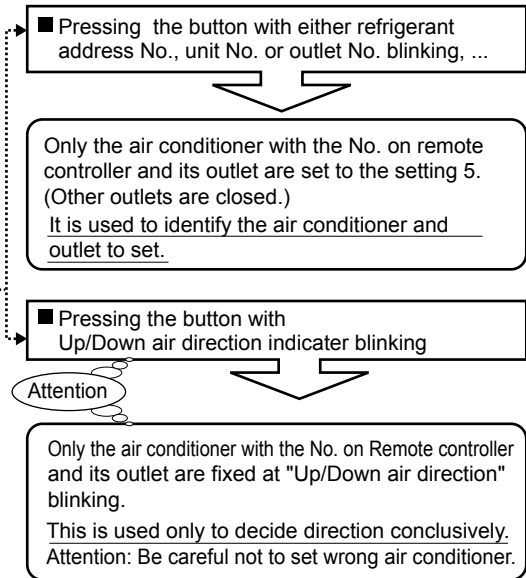 ■ Pressing the button with either refrigerant
address No., unit No. or outlet No. blinking, ...
Only the air conditioner with the No. on remote
controller and its outlet are set to the setting 5.
(Other outlets are closed.)
It is used to identify the air conditioner and
outlet to set.
■ Pressing the button with
Up/Down air direction indicater blinking
Attention
Only the air conditioner with the No. on Remote controller
and its outlet are fixed at "Up/Down air direction"
blinking.
This is used only to decide direction conclusively.
Attention: Be careful not to set wrong air conditioner.